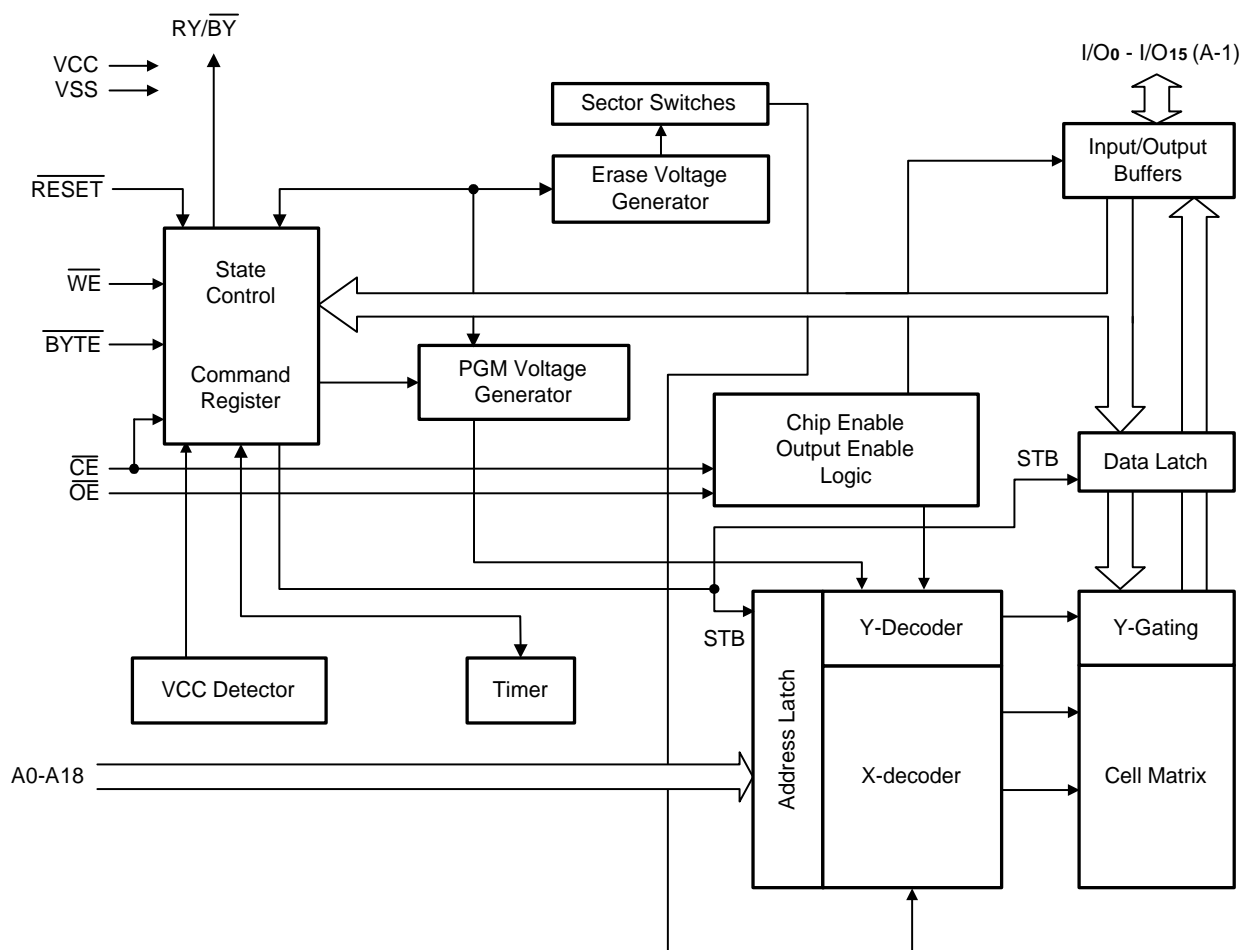 RY/BY
VCC
VSS
I/O0 - I/O15 (A-1)
Sector Switches
Input/Output
Buffers
Erase Voltage
Generator
RESET
State
Control
WE
BYTE
Command
Register
PGM Voltage
Generator
Chip Enable
Output Enable
Logic
CE
OE
STB
Data Latch
STB
Y-Decoder
Y-Gating
VCC Detector
Timer
Address Latch
A0-A18
X-decoder
Cell Matrix